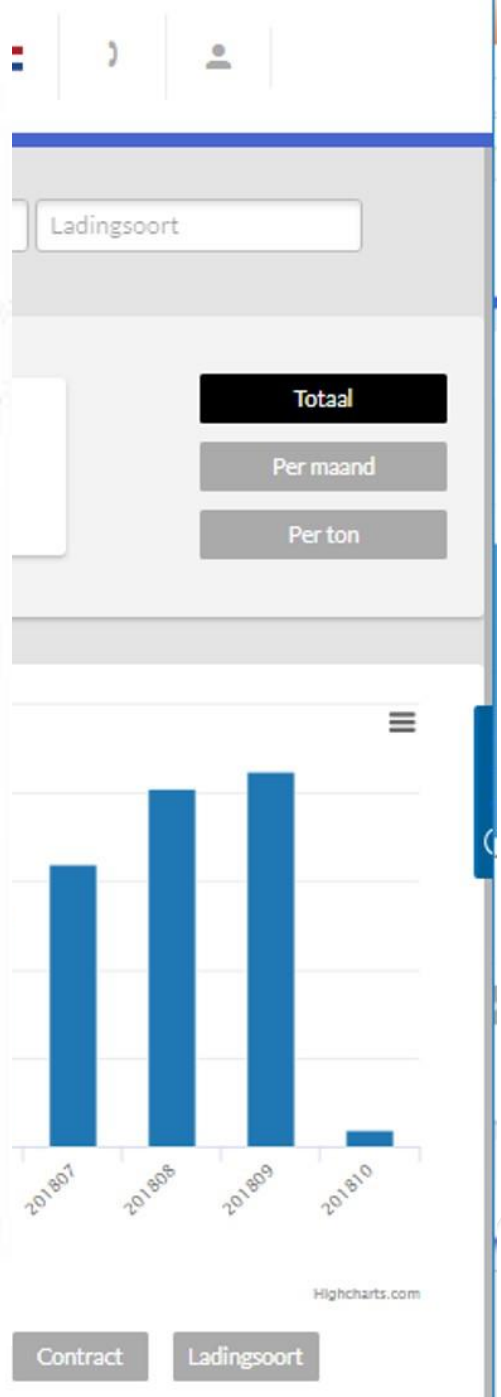 Ladingsoort
Totaal
Per maand
Per ton
201807
201808
201809
201810
Highcharts.com
Contract
Ladingsoort